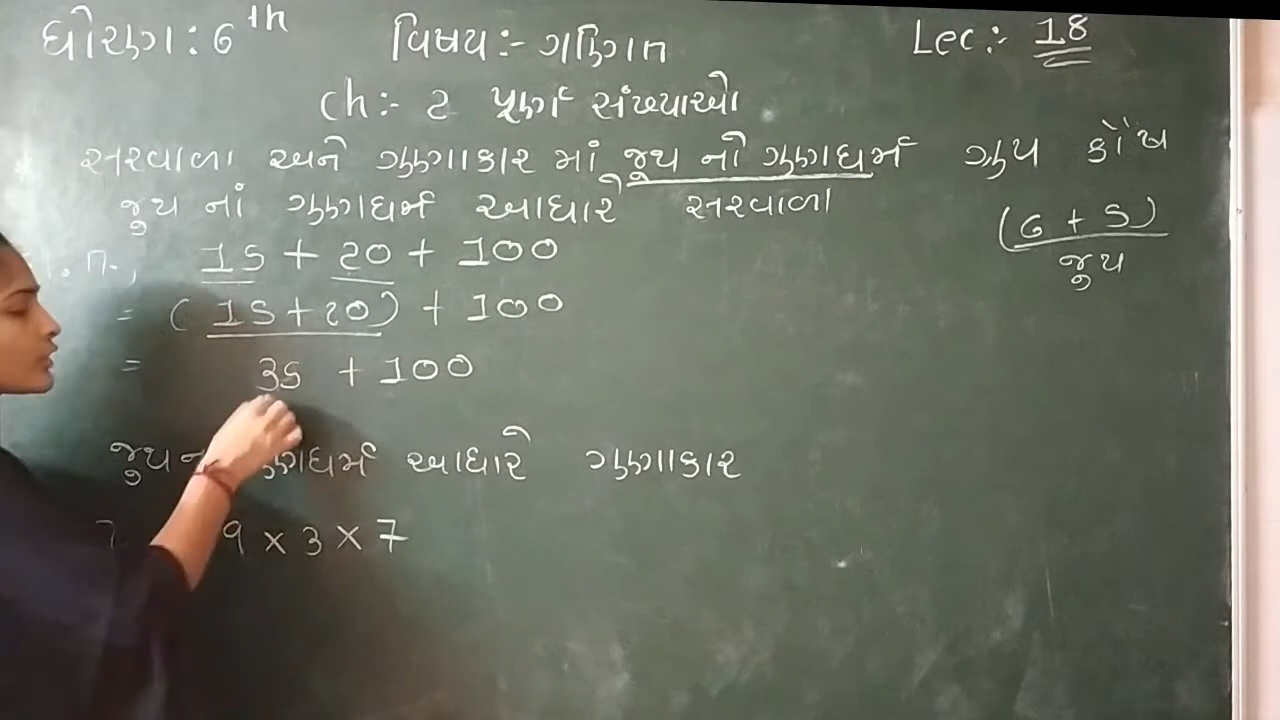 ધોરણ : 6th વિષય :- ગણિત Lec :- 18
Ch :- 2 પૂર્ણ સંખ્યાઓ
સરવાળા અને ગુણાકાર માં જૂથ નો ગુણધર્મ ગ્રુપ કૌંસ
જૂથ નાં ગુણધર્મ આધારે સરવાળા (6 + 5)
જૂથ
15 + 20 + 100
= (15 + 20) + 100
= 35 + 100
ગુણધર્મ આધારે ગુણાકાર
9 × 3 × 7